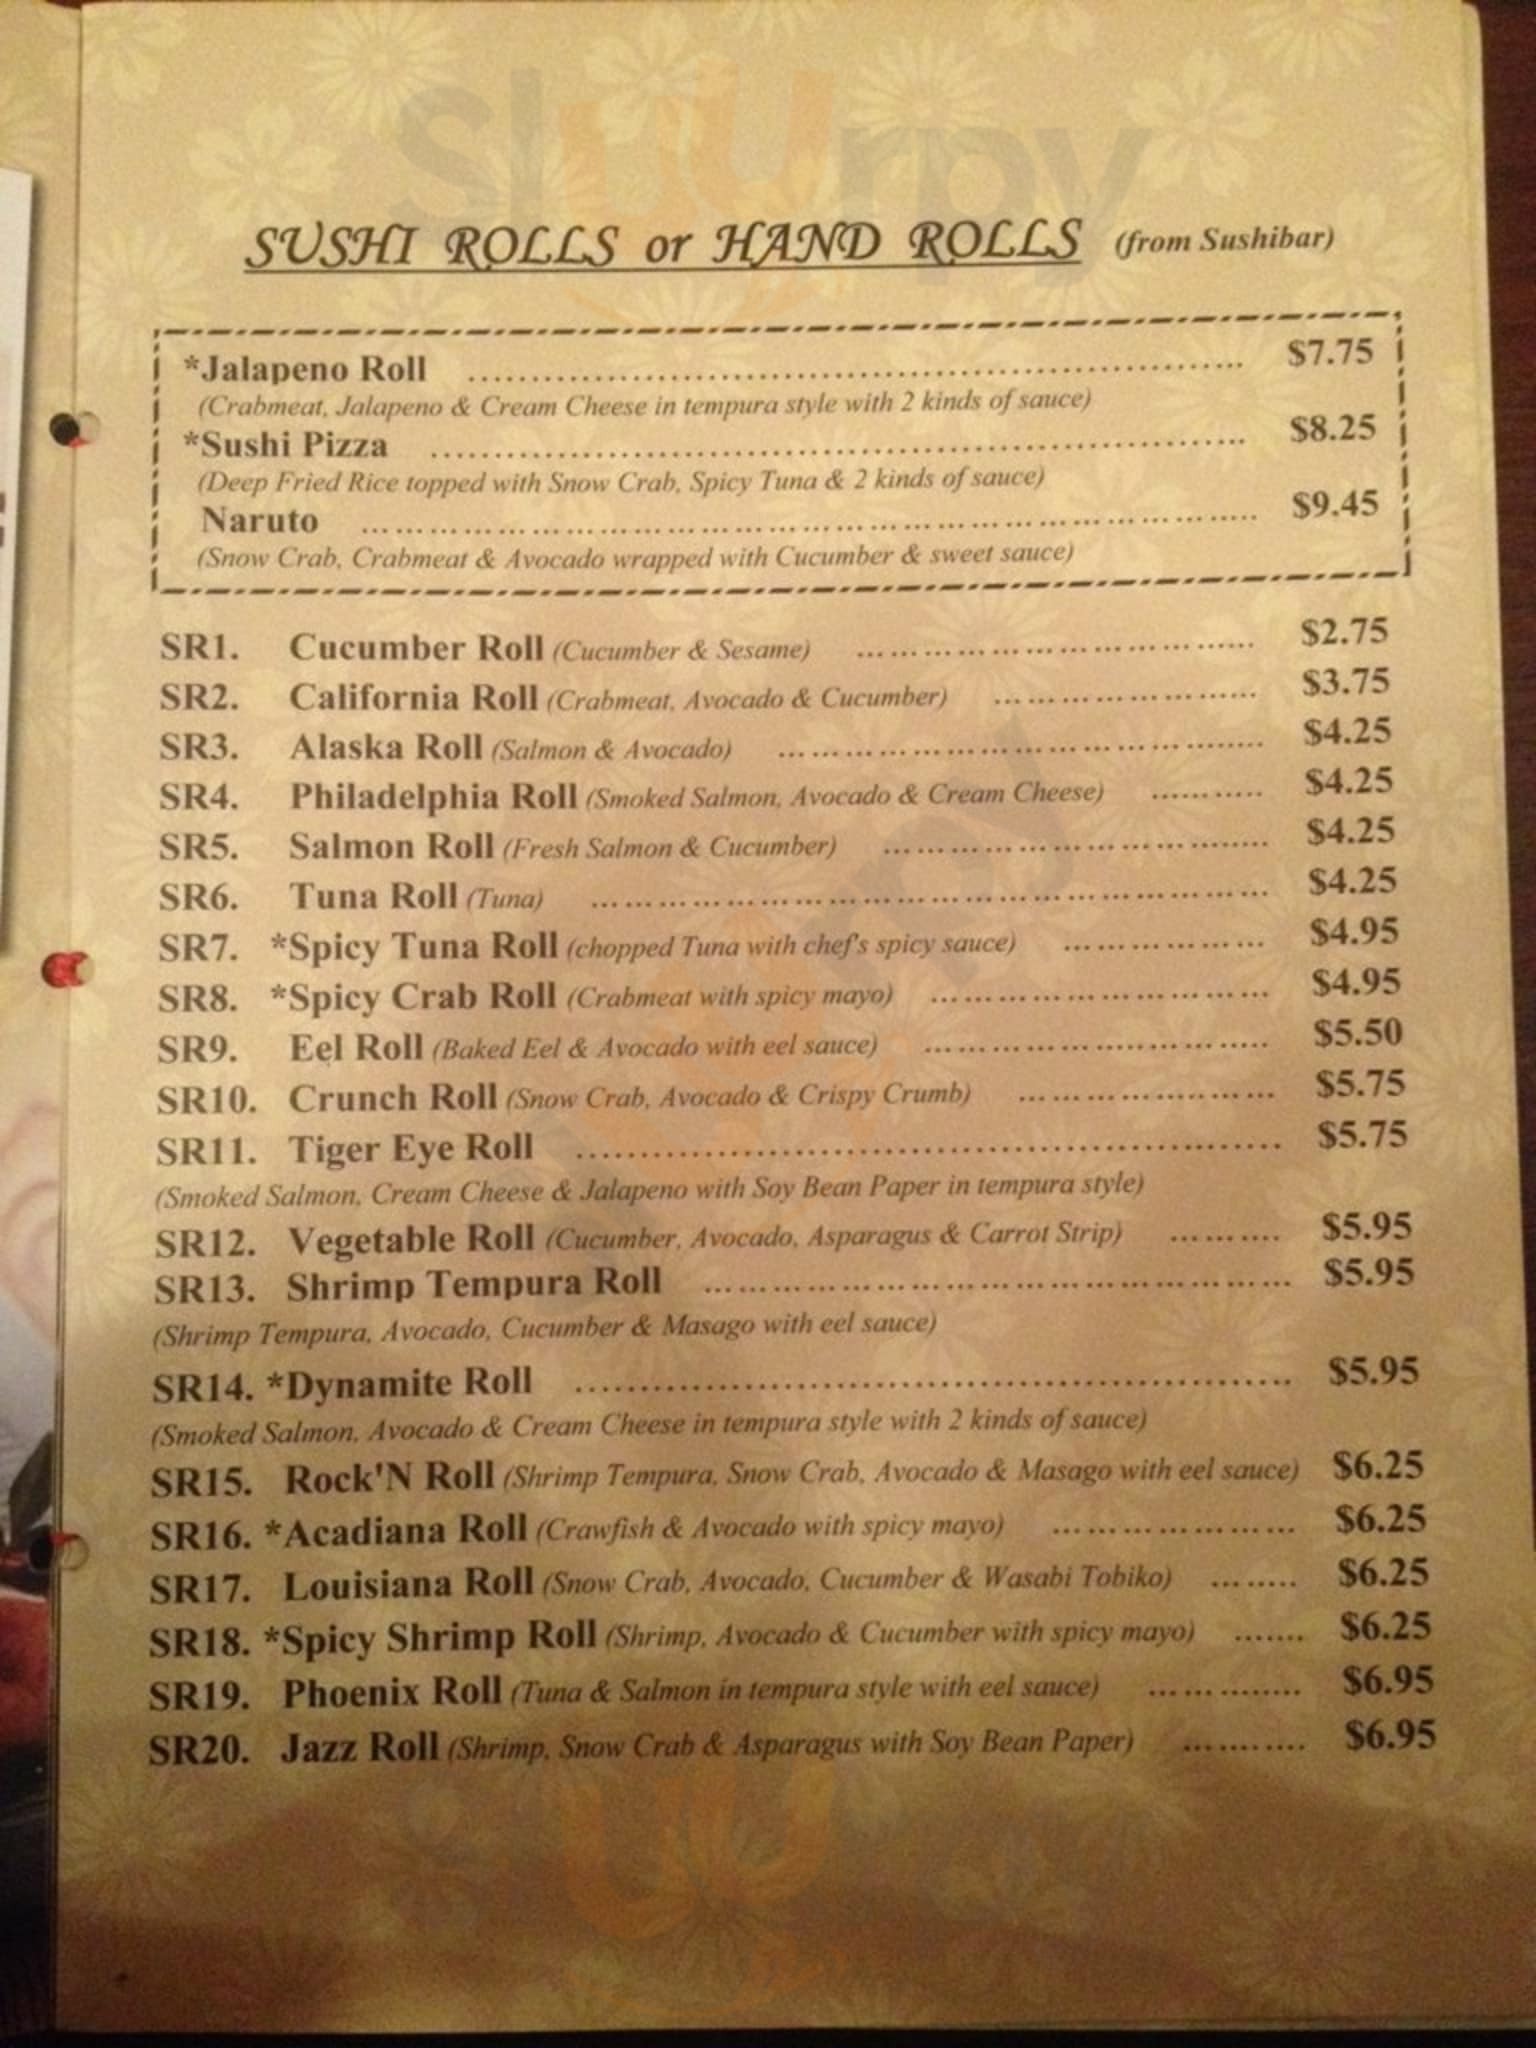 Sluurpy
SUSHI ROLLS or HAND ROLLS (from Sushibar)
*Jalapeno Roll ................................................................ $7.75
(Crabmeat, Jalapeno & Cream Cheese in tempura style with 2 kinds of sauce)
*Sushi Pizza ................................................................ $8.25
(Deep Fried Rice topped with Snow Crab, Spicy Tuna & 2 kinds of sauce)
Naruto ................................................................ $9.45
(Snow Crab, Crabmeat & Avocado wrapped with Cucumber & sweet sauce)
SR1. Cucumber Roll (Cucumber & Sesame) .................................... $2.75
SR2. California Roll (Crabmeat, Avocado & Cucumber) ........................ $3.75
SR3. Alaska Roll (Salmon & Avocado) .......................................... $4.25
SR4. Philadelphia Roll (Smoked Salmon, Avocado & Cream Cheese) ........... $4.25
SR5. Salmon Roll (Fresh Salmon & Cucumber) .................................... $4.25
SR6. Tuna Roll (Tuna) ............................................................ $4.25
SR7. *Spicy Tuna Roll (chopped Tuna with chef's spicy sauce) .................. $4.95
SR8. *Spicy Crab Roll (Crabmeat with spicy mayo) .............................. $4.95
SR9. Eel Roll (Baked Eel & Avocado with eel sauce) .............................. $5.50
SR10. Crunch Roll (Snow Crab, Avocado & Crispy Crumb) ........................ $5.75
SR11. Tiger Eye Roll ............................................................ $5.75
(Smoked Salmon, Cream Cheese & Jalapeno with Soy Bean Paper in tempura style)
SR12. Vegetable Roll (Cucumber, Avocado, Asparagus & Carrot Strip) .......... $5.95
SR13. Shrimp Tempura Roll .................................................... $5.95
(Shrimp Tempura, Avocado, Cucumber & Masago with eel sauce)
SR14. *Dynamite Roll ............................................................ $5.95
(Smoked Salmon, Avocado & Cream Cheese in tempura style with 2 kinds of sauce)
SR15. Rock'N Roll (Shrimp Tempura, Snow Crab, Avocado & Masago with eel sauce) $6.25
SR16. *Acadiana Roll (Crawfish & Avocado with spicy mayo) ..................... $6.25
SR17. Louisiana Roll (Snow Crab, Avocado, Cucumber & Wasabi Tobiko) ........ $6.25
SR18. *Spicy Shrimp Roll (Shrimp, Avocado & Cucumber with spicy mayo) ....... $6.25
SR19. Phoenix Roll (Tuna & Salmon in tempura style with eel sauce) .............. $6.95
SR20. Jazz Roll (Shrimp, Snow Crab & Asparagus with Soy Bean Paper) ........... $6.95